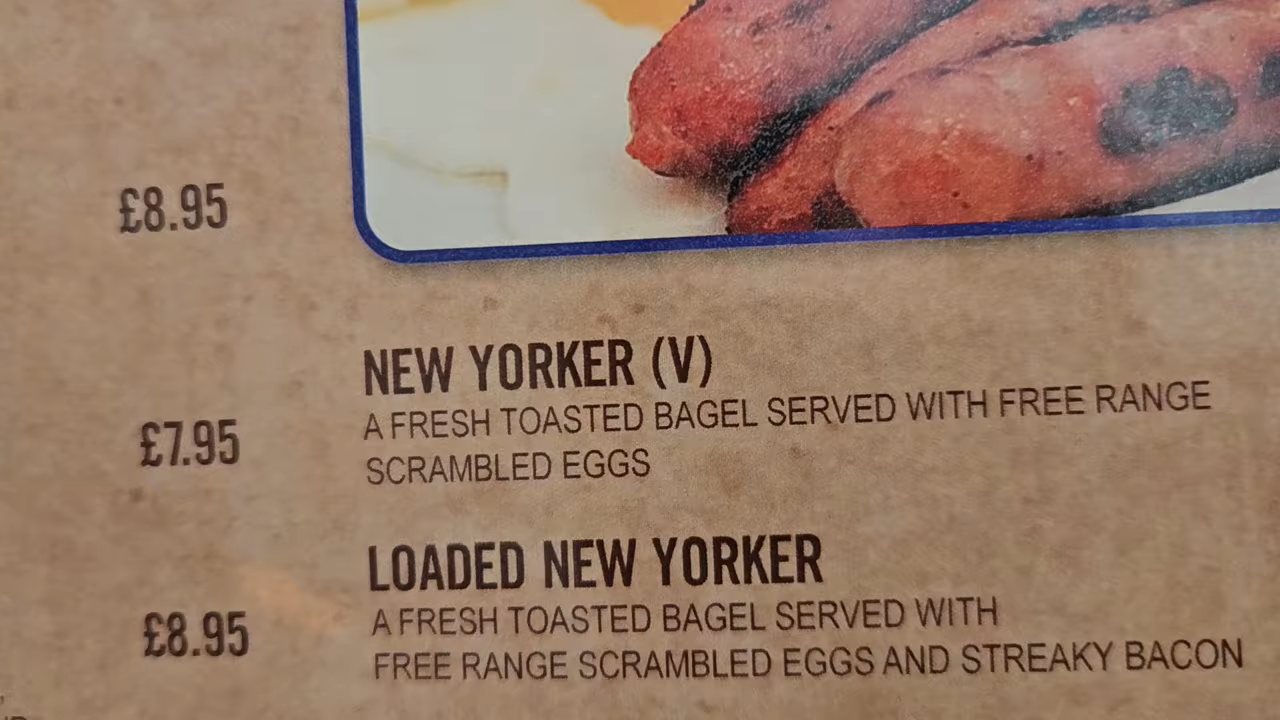 £8.95
NEW YORKER (V)
£7.95
A FRESH TOASTED BAGEL SERVED WITH FREE RANGE
SCRAMBLED EGGS
LOADED NEW YORKER
£8.95
A FRESH TOASTED BAGEL SERVED WITH
FREE RANGE SCRAMBLED EGGS AND STREAKY BACON